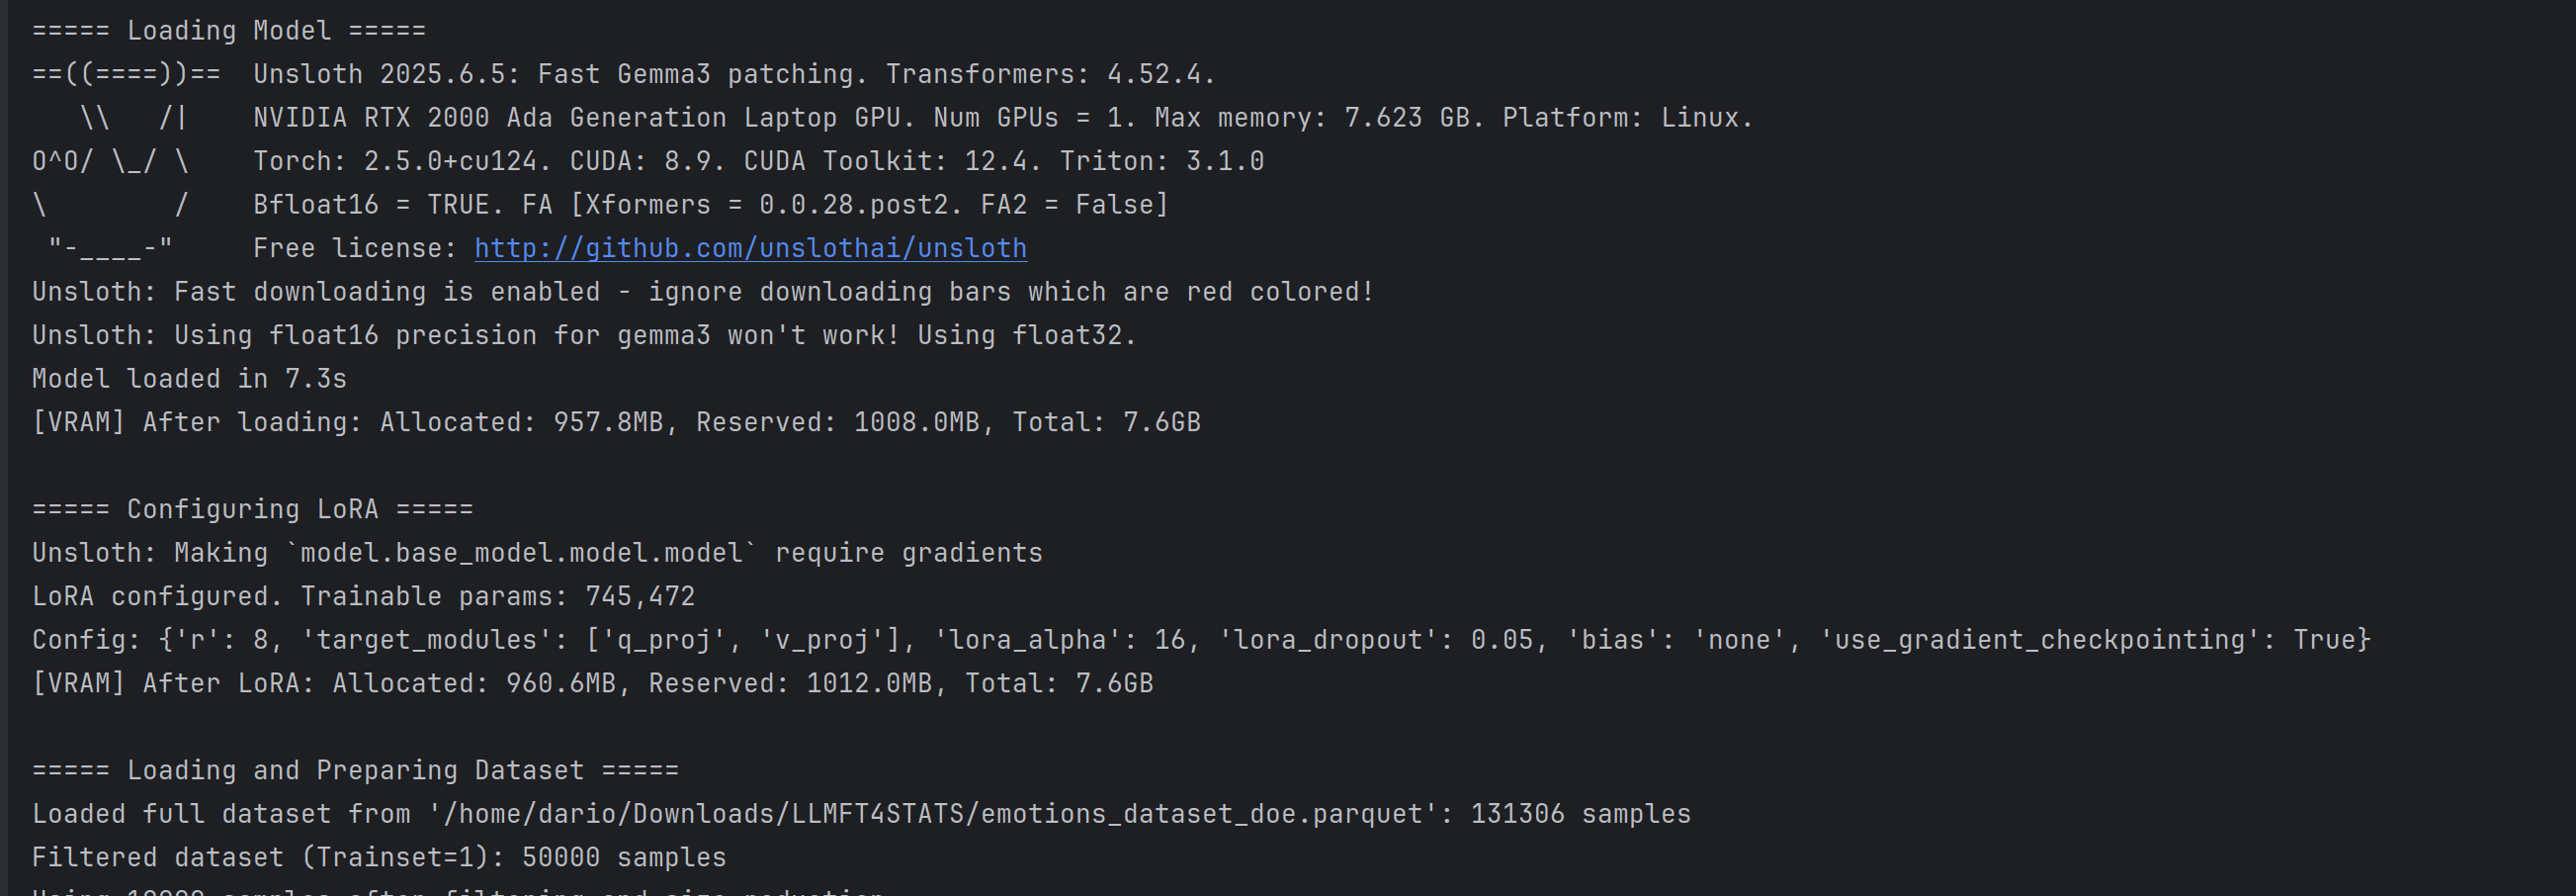 ===== Loading Model =====
==((====))==  Unsloth 2025.6.5: Fast Gemma3 patching. Transformers: 4.52.4.
   \\   /|    NVIDIA RTX 2000 Ada Generation Laptop GPU. Num GPUs = 1. Max memory: 7.623 GB. Platform: Linux.
O^O/ \_/ \    Torch: 2.5.0+cu124. CUDA: 8.9. CUDA Toolkit: 12.4. Triton: 3.1.0
\        /    Bfloat16 = TRUE. FA [Xformers = 0.0.28.post2. FA2 = False]
 "-____-"     Free license: http://github.com/unslothai/unsloth
Unsloth: Fast downloading is enabled - ignore downloading bars which are red colored!
Unsloth: Using float16 precision for gemma3 won't work! Using float32.
Model loaded in 7.3s
[VRAM] After loading: Allocated: 957.8MB, Reserved: 1008.0MB, Total: 7.6GB
===== Configuring LoRA =====
Unsloth: Making `model.base_model.model.model` require gradients
LoRA configured. Trainable params: 745,472
Config: {'r': 8, 'target_modules': ['q_proj', 'v_proj'], 'lora_alpha': 16, 'lora_dropout': 0.05, 'bias': 'none', 'use_gradient_checkpointing': True}
[VRAM] After LoRA: Allocated: 960.6MB, Reserved: 1012.0MB, Total: 7.6GB
===== Loading and Preparing Dataset =====
Loaded full dataset from '/home/dario/Downloads/LLMFT4STATS/emotions_dataset_doe.parquet': 131306 samples
Filtered dataset (Trainset=1): 50000 samples
Using 10000 samples after filtering and size reduction